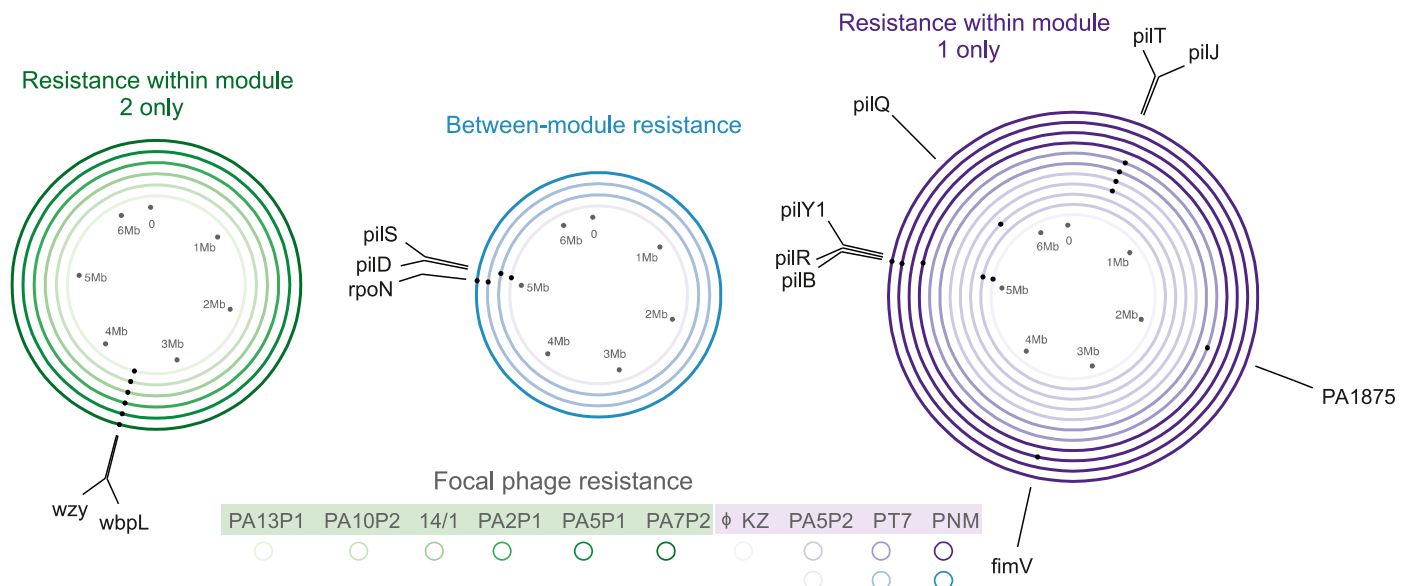 Resistance within module
2 only
0
1Mb
2Mb
3Mb
4Mb
5Mb
6Mb
wzy
wbpL
Between-module resistance
pilS
pilD
rpoN
0
1Mb
2Mb
3Mb
4Mb
5Mb
6Mb
Resistance within module
1 only
pilT
pilJ
pilQ
pilY1
pilR
pilB
0
1Mb
2Mb
3Mb
4Mb
5Mb
6Mb
PA1875
fimV
Focal phage resistance
PA13P1 PA10P2 14/1 PA2P1 PA5P1 PA7P2 ϕ KZ PA5P2 PT7 PNM